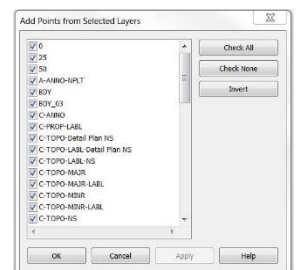 Add Points from Selected Layers
0
25
50
A-ANNO-NPLT
BDY
BDY_03
C-ANNO
C-PROP-LABL
C-TOPO-Detail Plan NS
C-TOPO-LABL-Detail Plan NS
C-TOPO-LABL-NS
C-TOPO-MAJR
C-TOPO-MAJR-LABL
C-TOPO-MINR
C-TOPO-MINR-LABL
C-TOPO-NS
Check All
Check None
Invert
OK
Cancel
Apply
Help